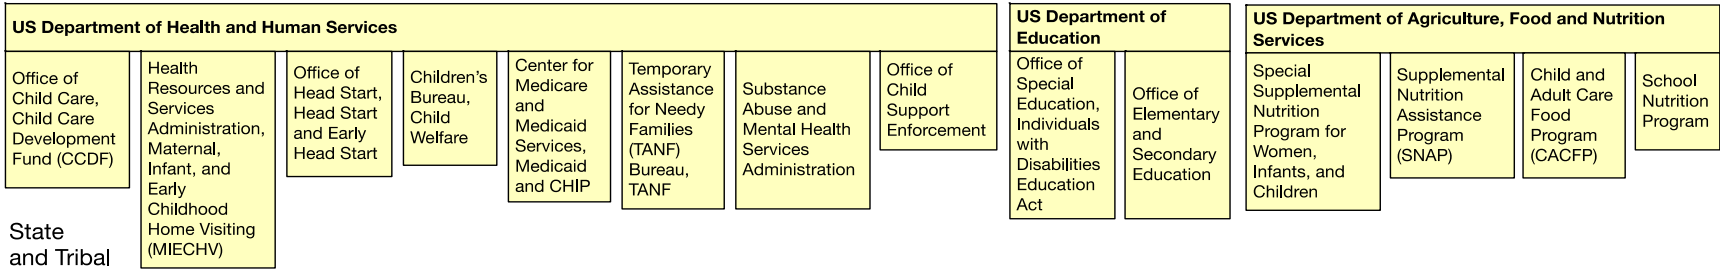 US Department of Health and Human Services
Office of
Child Care,
Child Care
Development
Fund (CCDF)
Health
Resources and
Services
Administration,
Maternal,
Infant, and
Early
Childhood
Home Visiting
(MIECHV)
Office of
Head Start,
Head Start
and Early
Head Start
Children's
Bureau,
Child
Welfare
Center for
Medicare
and
Medicaid
Services,
Medicaid
and CHIP
Temporary
Assistance
for Needy
Families
(TANF)
Bureau,
TANF
Substance
Abuse and
Mental Health
Services
Administration
Office of
Child
Support
Enforcement
US Department of
Education
Office of
Special
Education,
Individuals
with
Disabilities
Education
Act
Office of
Elementary
and
Secondary
Education
US Department of Agriculture, Food and Nutrition
Services
Special
Supplemental
Nutrition
Program for
Women,
Infants, and
Children
Supplemental
Nutrition
Assistance
Program
(SNAP)
Child and
Adult Care
Food
Program
(CACFP)
School
Nutrition
Program
State
and Tribal